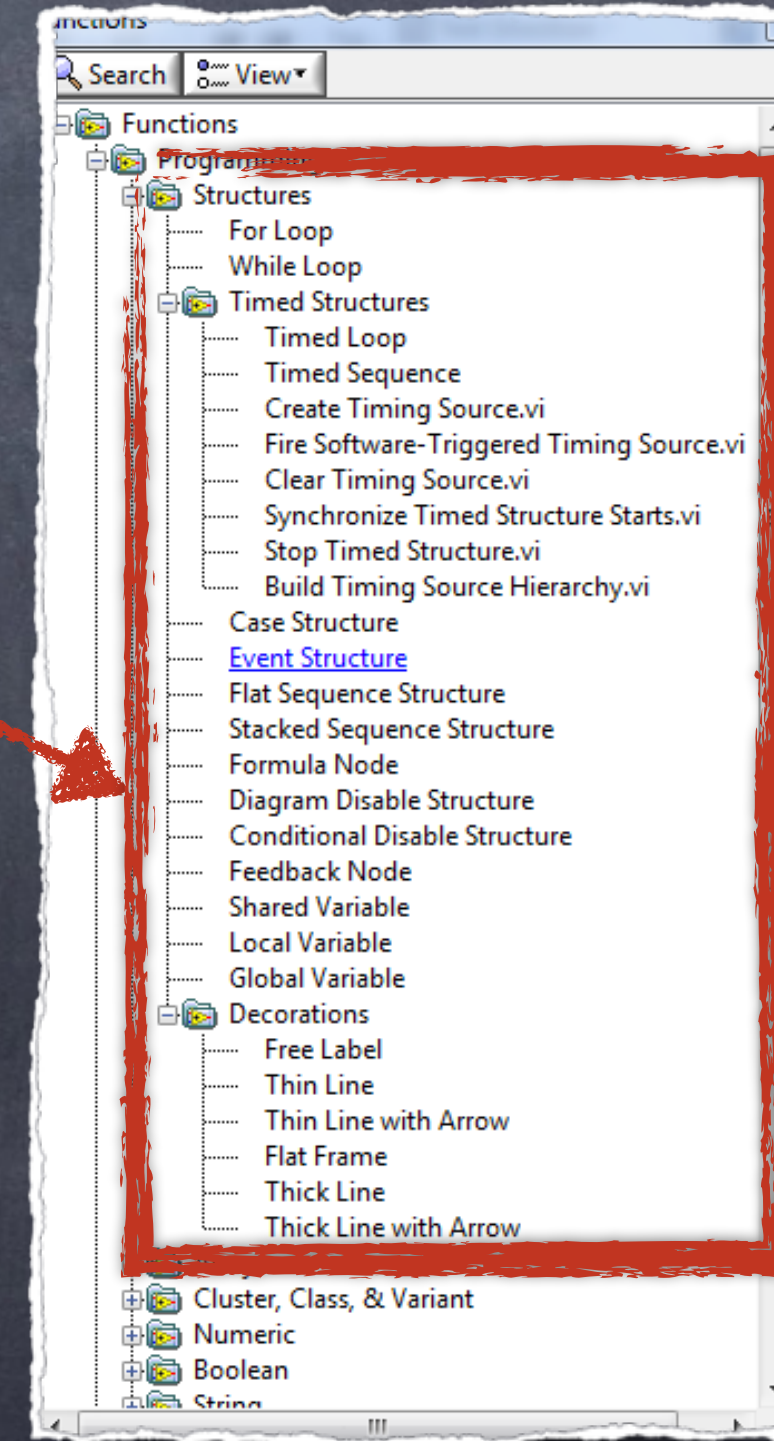 Search View
Functions
Structures
For Loop
While Loop
Timed Structures
Timed Loop
Timed Sequence
Create Timing Source.vi
Fire Software-Triggered Timing Source.vi
Clear Timing Source.vi
Synchronize Timed Structure Starts.vi
Stop Timed Structure.vi
Build Timing Source Hierarchy.vi
Case Structure
Event Structure
Flat Sequence Structure
Stacked Sequence Structure
Formula Node
Diagram Disable Structure
Conditional Disable Structure
Feedback Node
Shared Variable
Local Variable
Global Variable
Decorations
Free Label
Thin Line
Thin Line with Arrow
Flat Frame
Thick Line
Thick Line with Arrow
Cluster, Class, & Variant
Numeric
Boolean
String